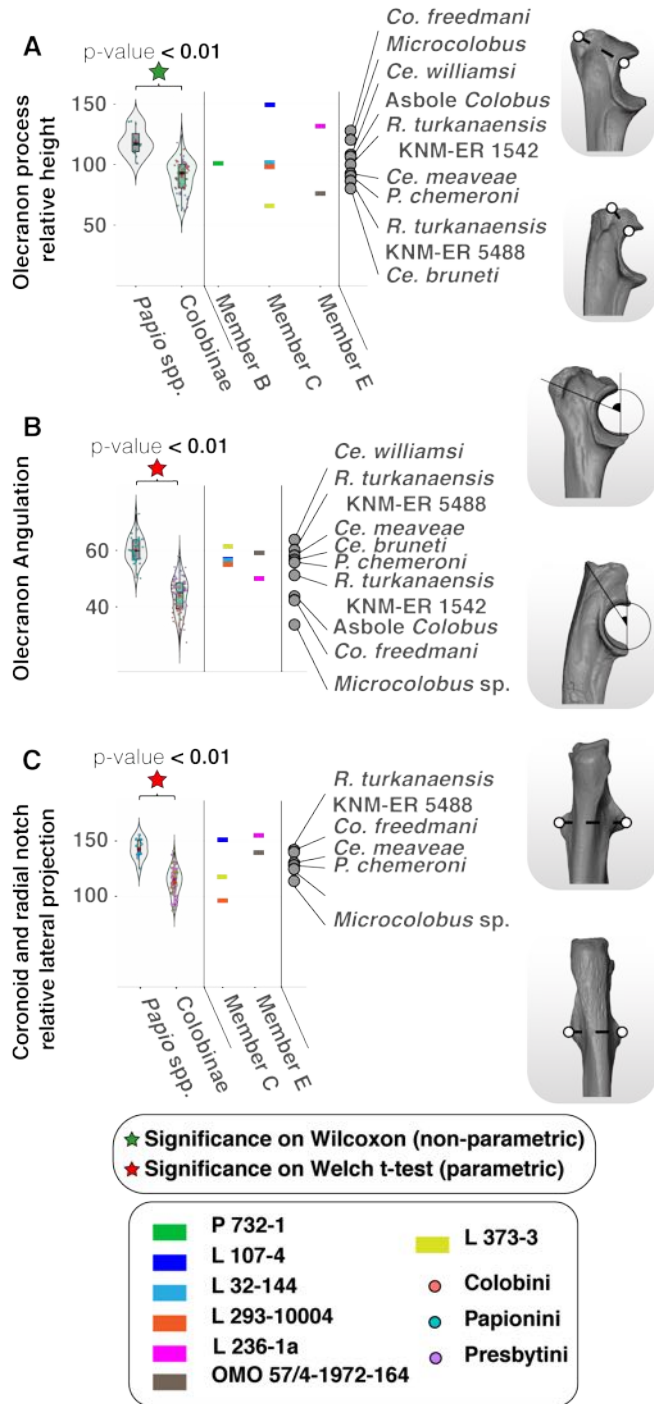 A
p-value < 0.01
Olecranon process
relative height
150
100
50
Papio spp.
Colobinae
Member B
Member C
Member E
Co. freedmani
Microcolobus
Ce. williamsi
Asbole Colobus
R. turkanaensis
KNM-ER 1542
Ce. meaveae
P. chemeroni
R. turkanaensis
KNM-ER 5488
Ce. bruneti
B
p-value < 0.01
Olecranon Angulation
60
40
Ce. williamsi
R. turkanaensis
KNM-ER 5488
Ce. meaveae
Ce. bruneti
P. chemeroni
R. turkanaensis
KNM-ER 1542
Asbole Colobus
Co. freedmani
Microcolobus sp.
C
p-value < 0.01
Coronoid and radial notch
relative lateral projection
150
100
Papio spp.
Colobinae
Member C
Member E
R. turkanaensis
KNM-ER 5488
Co. freedmani
Ce. meaveae
P. chemeroni
Microcolobus sp.
Significance on Wilcoxon (non-parametric)
Significance on Welch t-test (parametric)
P 732-1
L 107-4
L 32-144
L 293-10004
L 236-1a
OMO 57/4-1972-164
L 373-3
Colobini
Papionini
Presbytini